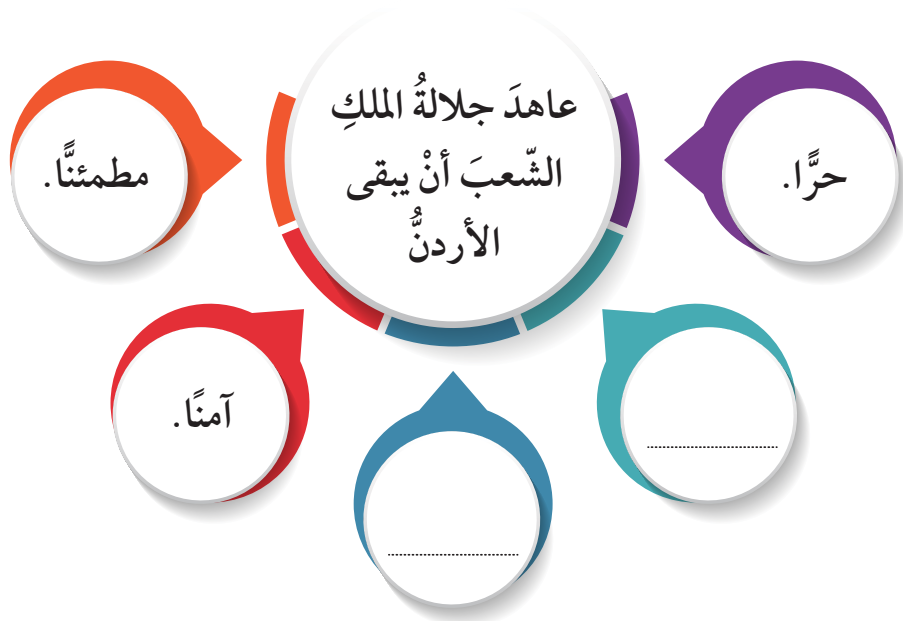 عاهدَ جلالةُ الملكِ
الشّعبَ أنْ يبقى
الأردنُّ
حرًّا.
آمنًا.
مطمئنًّا.